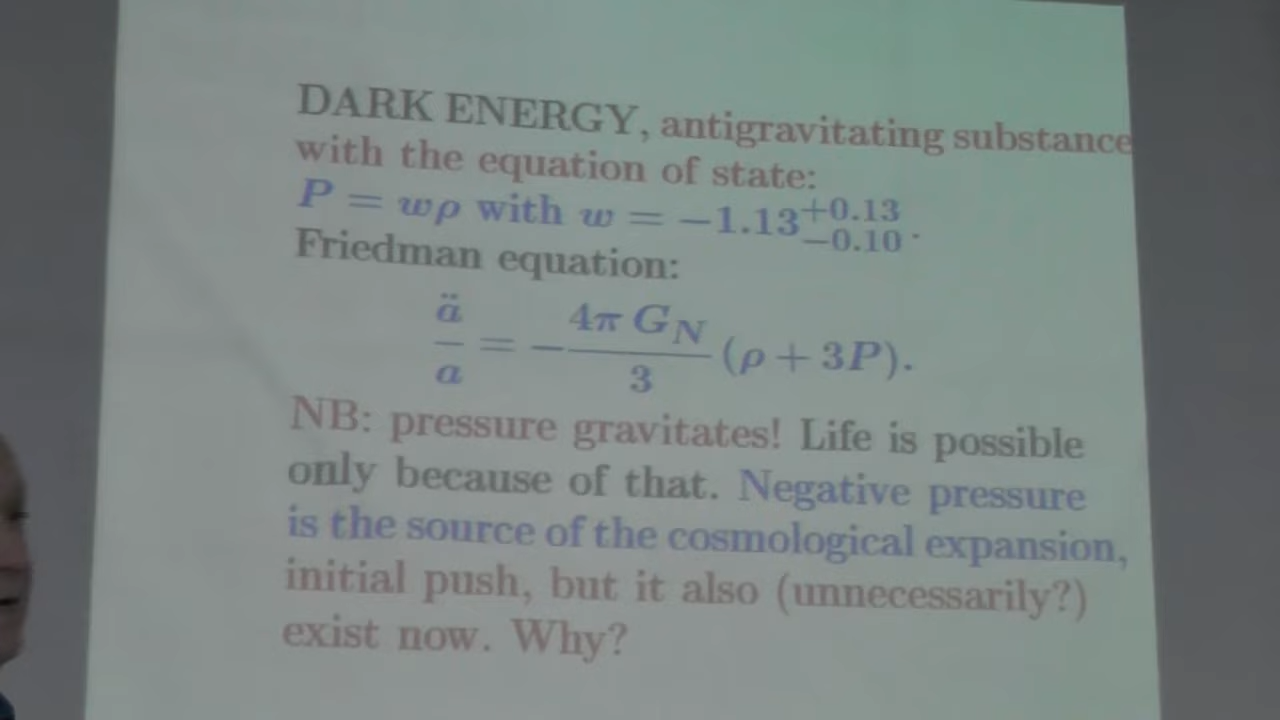 DARK ENERGY, antigravitating substance
with the equation of state:
P = wρ with w = −1.13+0.13−0.10.
Friedman equation:
ä/a = −4π G_N/3 (ρ + 3P).
NB: pressure gravitates! Life is possible
only because of that. Negative pressure
is the source of the cosmological expansion,
initial push, but it also (unnecessarily?)
exist now. Why?